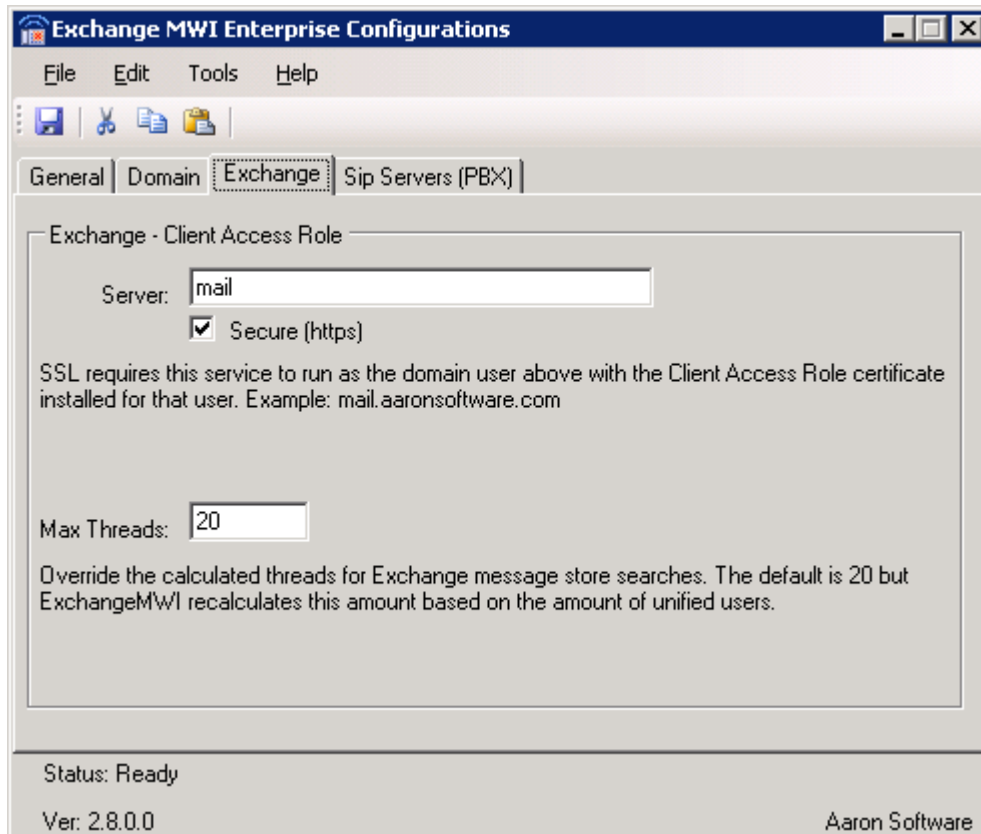 Exchange MWI Enterprise Configurations
File Edit Tools Help
General Domain Exchange Sip Servers (PBX)
Exchange - Client Access Role
Server: mail
Secure (https)
SSL requires this service to run as the domain user above with the Client Access Role certificate
installed for that user. Example: mail.aaronsoftware.com
Max Threads: 20
Override the calculated threads for Exchange message store searches. The default is 20 but
ExchangeMWI recalculates this amount based on the amount of unified users.
Status: Ready
Ver: 2.8.0.0 Aaron Software